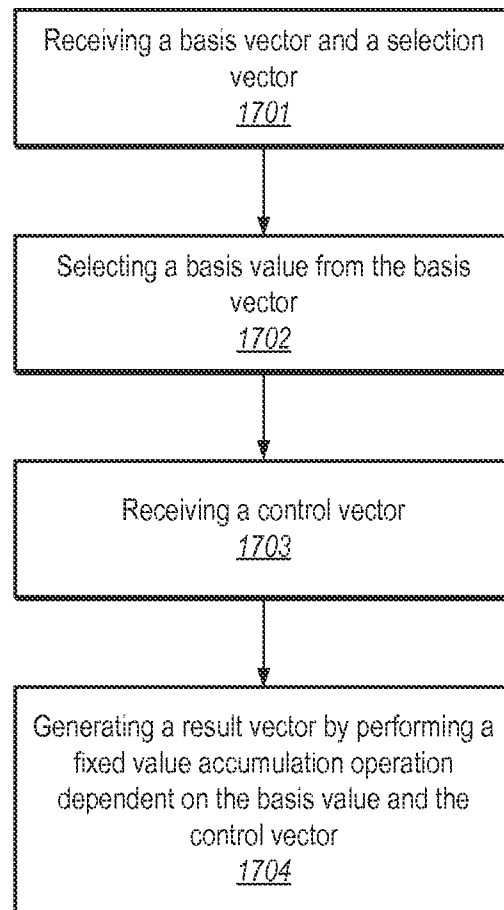 Receiving a basis vector and a selection
vector
1701
Selecting a basis value from the basis
vector
1702
Receiving a control vector
1703
Generating a result vector by performing a
fixed value accumulation operation
dependent on the basis value and the
control vector
1704